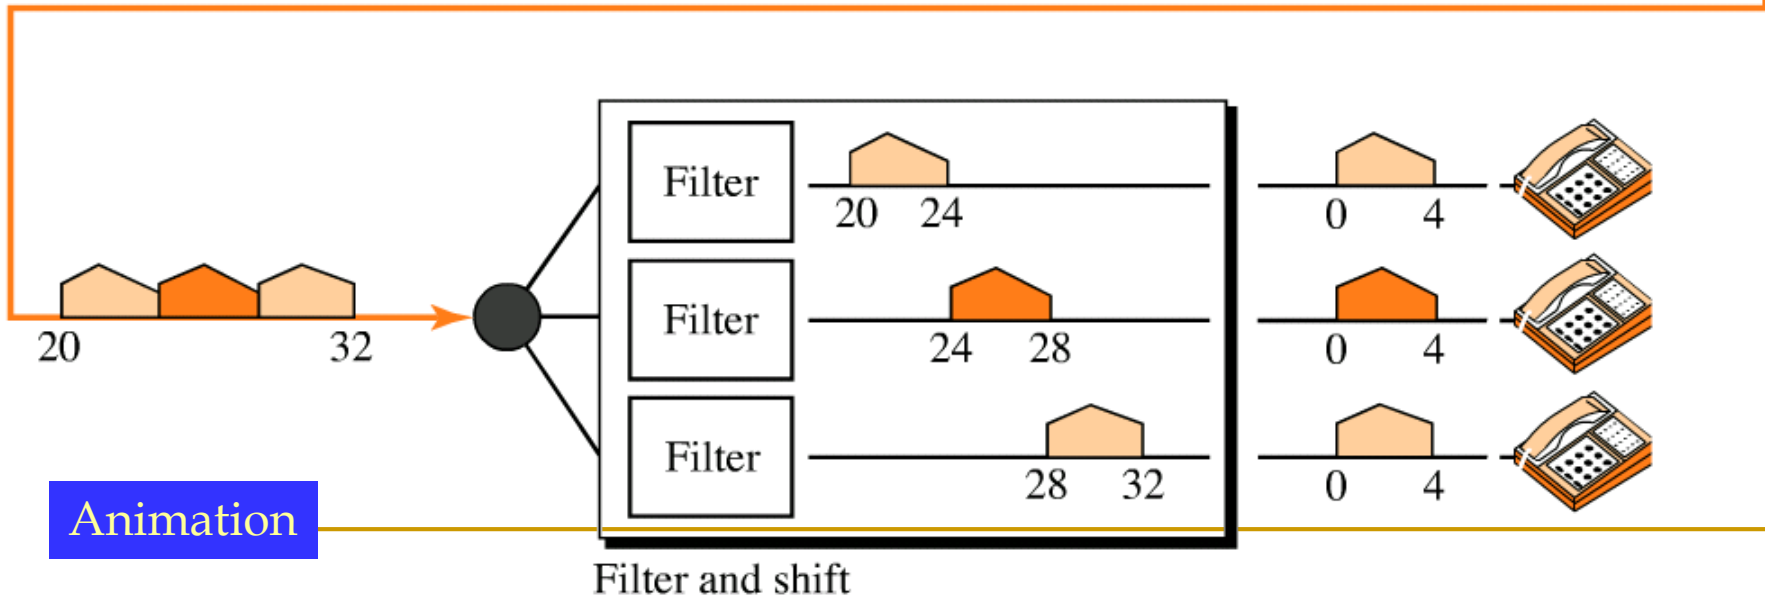 Filter
20 24
0 4
20 32
Filter
24 28
0 4
Filter
28 32
0 4
Animation
Filter and shift